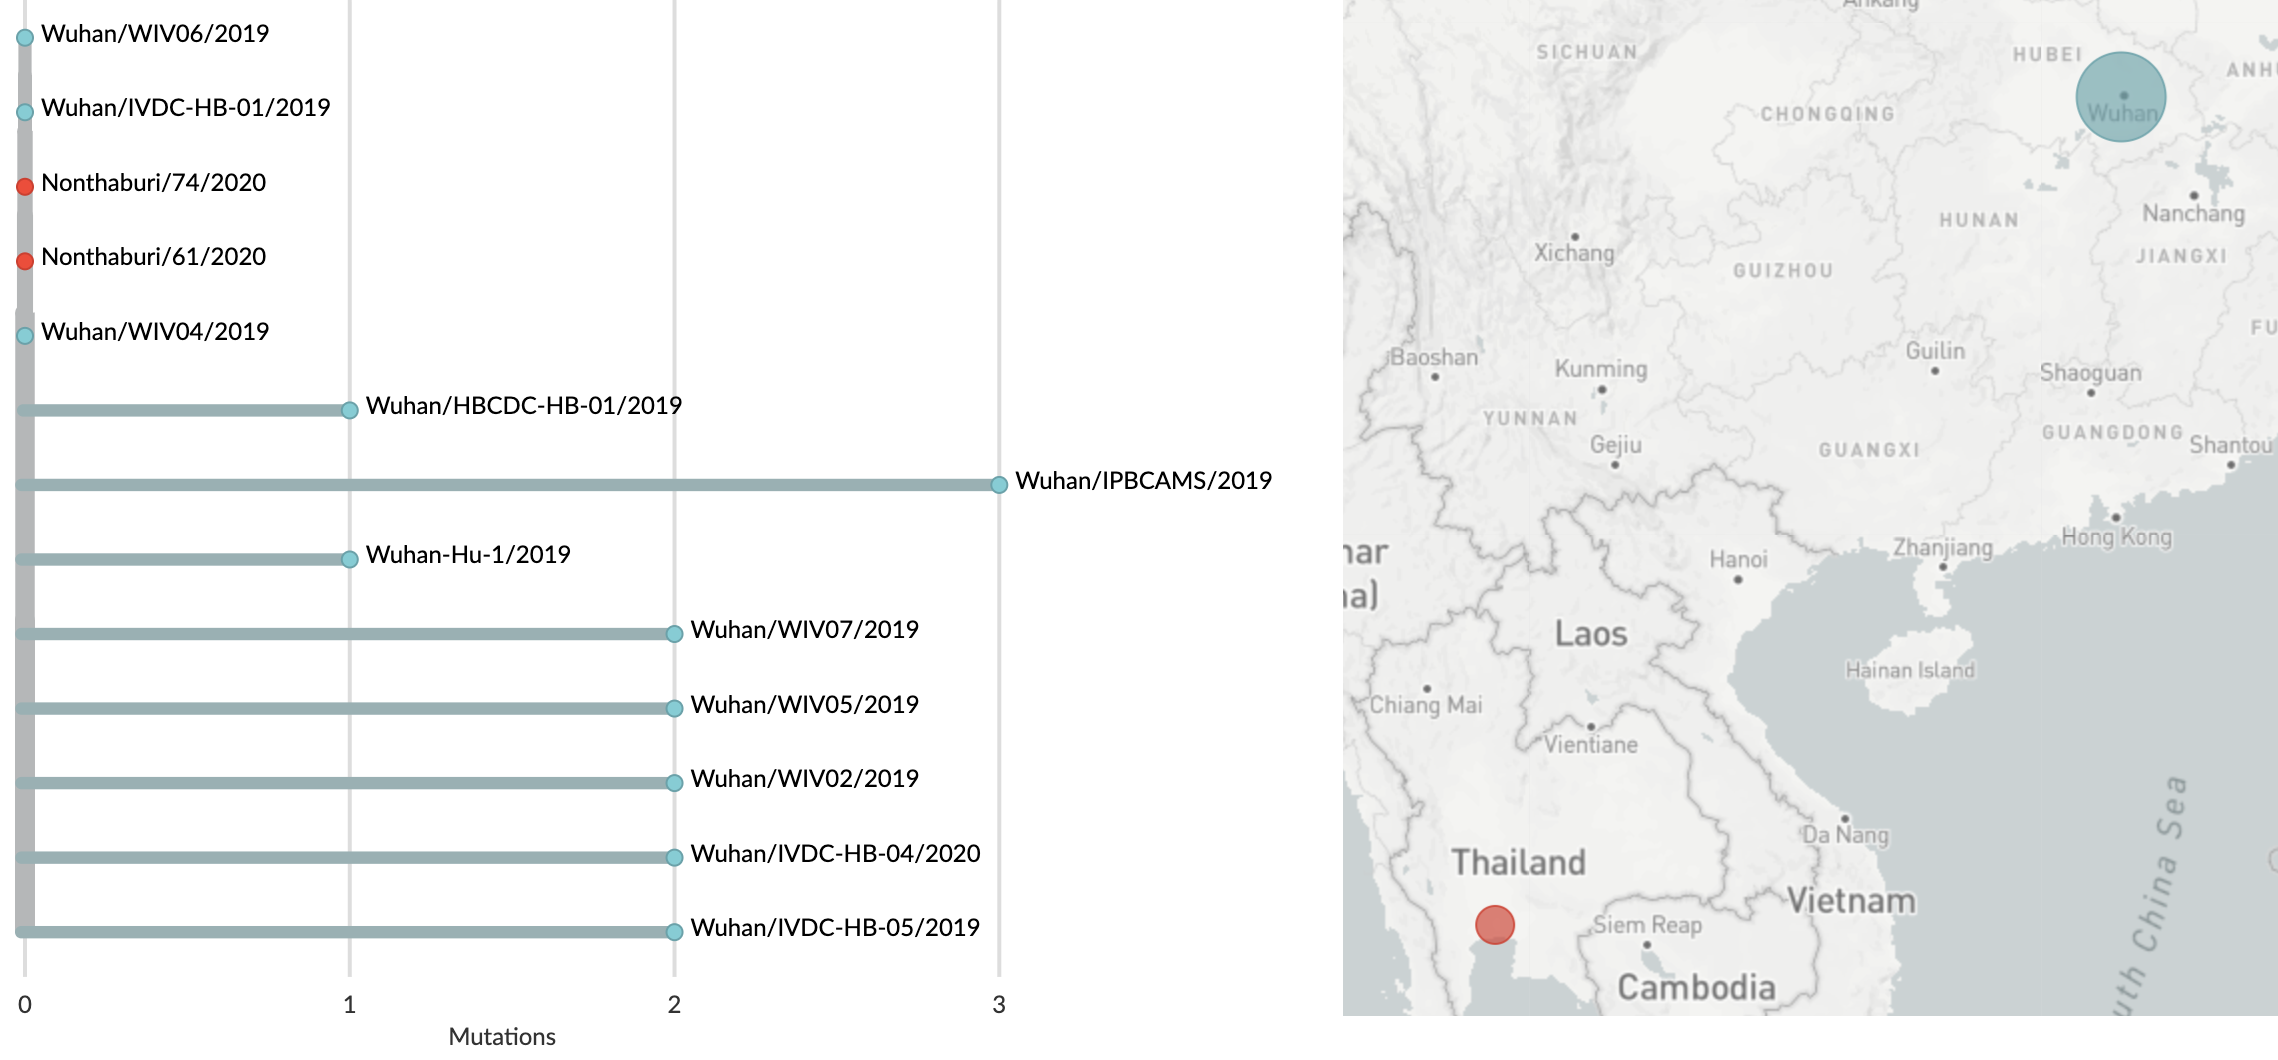 Wuhan/WIV06/2019
Wuhan/IVDC-HB-01/2019
Nonthaburi/74/2020
Nonthaburi/61/2020
Wuhan/WIV04/2019
Wuhan/HBCDC-HB-01/2019
Wuhan/IPBCAMS/2019
Wuhan-Hu-1/2019
Wuhan/WIV07/2019
Wuhan/WIV05/2019
Wuhan/WIV02/2019
Wuhan/IVDC-HB-04/2020
Wuhan/IVDC-HB-05/2019
0 1 2 3
Mutations
Ankang
SICHUAN
HUBEI
ANHU
CHONGQING
Wuhan
Nanchang
HUNAN
Xichang
JIANGXI
GUIZHOU
FU
Baoshan
Guilin
Kunming
Shaoguan
YUNNAN
GUANGDONG
Gejiu
GUANGXI
Shantou
Hong Kong
nar
Zhanjiang
Hanoi
na)
Laos
Hainan Island
Chiang Mai
Vientiane
Da Nang
Thailand
Vietnam
Siem Reap
uth China Sea
Cambodia